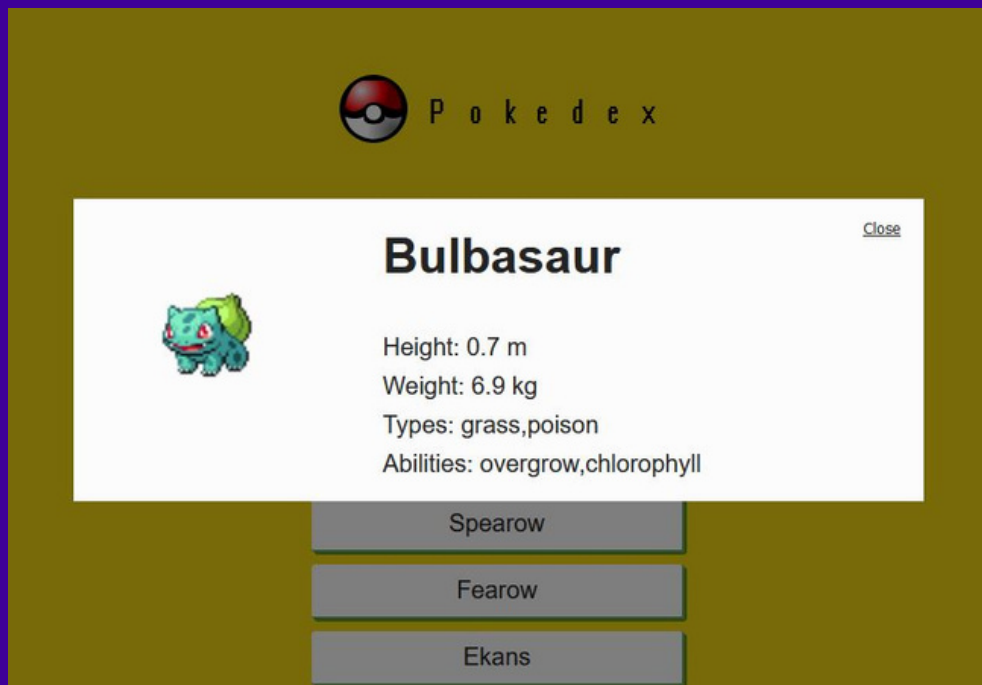 Pokedex
Close
Bulbasaur
Height: 0.7 m
Weight: 6.9 kg
Types: grass,poison
Abilities: overgrow,chlorophyll
Spearow
Fearow
Ekans